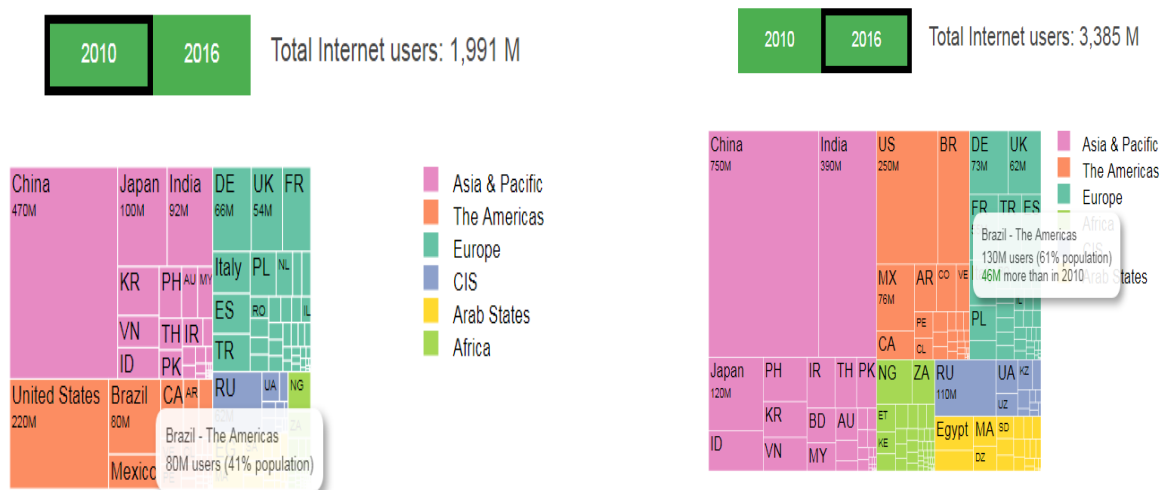 2010
2016
Total Internet users: 1,991 M
China
470M
Japan
100M
India
92M
DE
66M
UK
54M
FR
KR
PH
AU
MY
Italy
PL
NL
VN
TH
IR
ES
RO
IL
ID
PK
TR
United States
220M
Brazil
80M
CA
AR
RU
UA
NG
Mexico
Brazil - The Americas
80M users (41% population)
Asia & Pacific
The Americas
Europe
CIS
Arab States
Africa
2010
2016
Total Internet users: 3,385 M
China
750M
India
390M
US
250M
BR
DE
73M
UK
62M
FR
TR
ES
MX
76M
AR
CO
VE
PE
CA
CL
IL
PL
Japan
120M
PH
IR
TH
PK
NG
ZA
RU
110M
UA
KZ
UZ
KR
BD
AU
ET
KE
ID
VN
MY
Egypt
MA
SD
DZ
Brazil - The Americas
130M users (61% population)
46M more than in 2010
Asia & Pacific
The Americas
Europe
Africa
CIS
Arab States